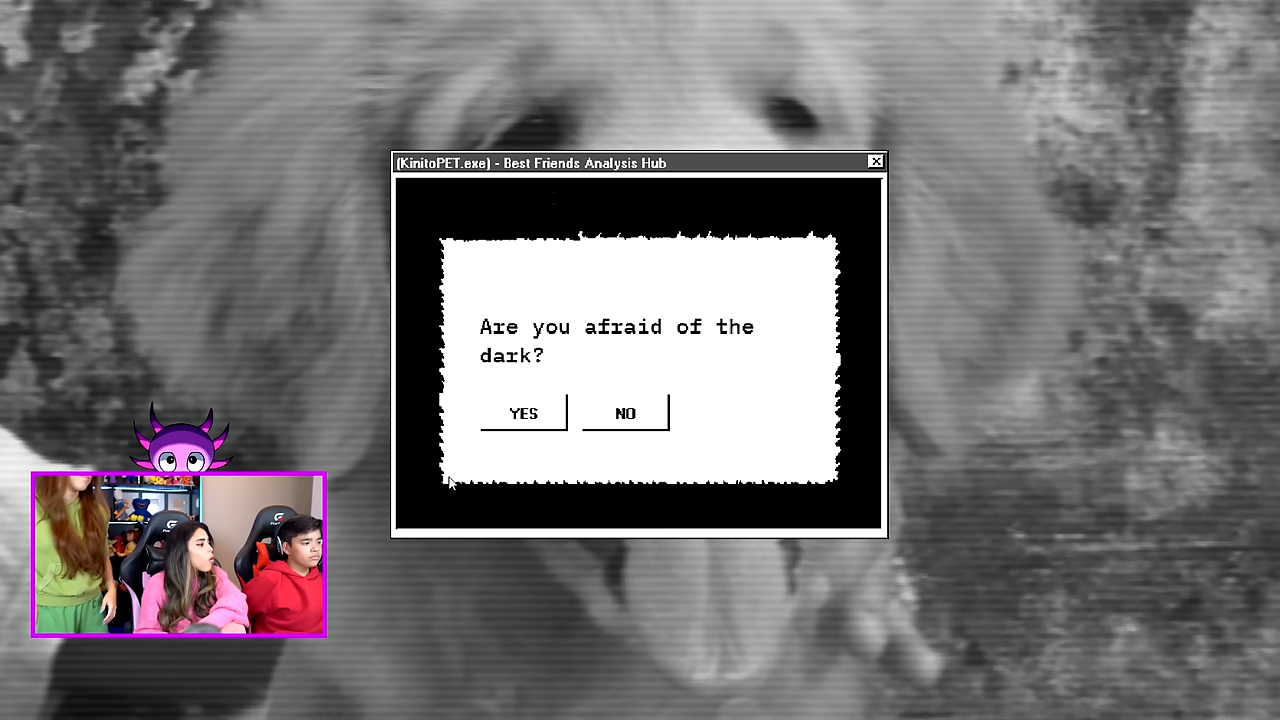 (KinitoPET.exe) - Best Friends Analysis Hub
Are you afraid of the
dark?
YES NO